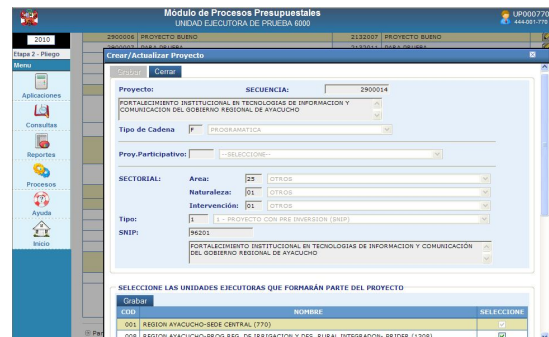 Módulo de Procesos Presupuestales
UNIDAD EJECUTORA DE PRUEBA 6000
UP000770
444-001-770
2010
Etapa 2 - Pliego
Menu
Aplicaciones
Consultas
Reportes
Procesos
Ayuda
Inicio
2900006 PROYECTO BUENO 2132007 PROYECTO BUENO
Crear/Actualizar Proyecto
Grabar Cerrar
Proyecto: SECUENCIA: 2900014
FORTALECIMIENTO INSTITUCIONAL EN TECNOLOGIAS DE INFORMACION Y
COMUNICACION DEL GOBIERNO REGIONAL DE AYACUCHO
Tipo de Cadena P PROGRAMATICA
Proy.Participativo: --SELECCIONE--
SECTORIAL: Area: 25 OTROS
Naturaleza: 01 OTROS
Intervención: 01 OTROS
Tipo: 1 1 - PROYECTO CON PRE INVERSION (SNIP)
SNIP: 96201
FORTALECIMIENTO INSTITUCIONAL EN TECNOLOGIAS DE INFORMACION Y COMUNICACIÓN
DEL GOBIERNO REGIONAL DE AYACUCHO
SELECCIONE LAS UNIDADES EJECUTORAS QUE FORMARÁN PARTE DEL PROYECTO
Grabar
COD NOMBRE SELECCIONE
001 REGION AYACUCHO-SEDE CENTRAL (770)